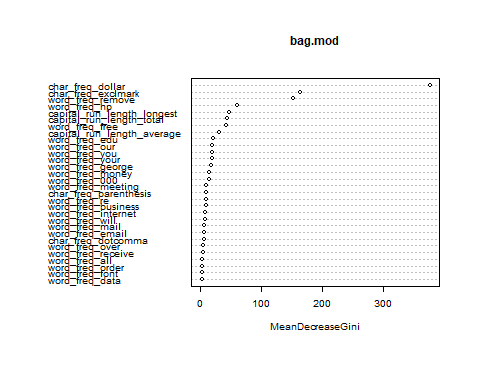 bag.mod
char_freq_dollar
char_freq_exclmark
word_freq_remove
word_freq_hp
capital_run_length_longest
capital_run_length_total
word_freq_free
capital_run_length_average
word_freq_edu
word_freq_our
word_freq_you
word_freq_your
word_freq_george
word_freq_money
word_freq_000
word_freq_meeting
char_freq_parenthesis
word_freq_re
word_freq_business
word_freq_internet
word_freq_will
word_freq_mail
word_freq_email
char_freq_dotcomma
word_freq_over
word_freq_receive
word_freq_all
word_freq_order
word_freq_font
word_freq_data
0 100 200 300
MeanDecreaseGini